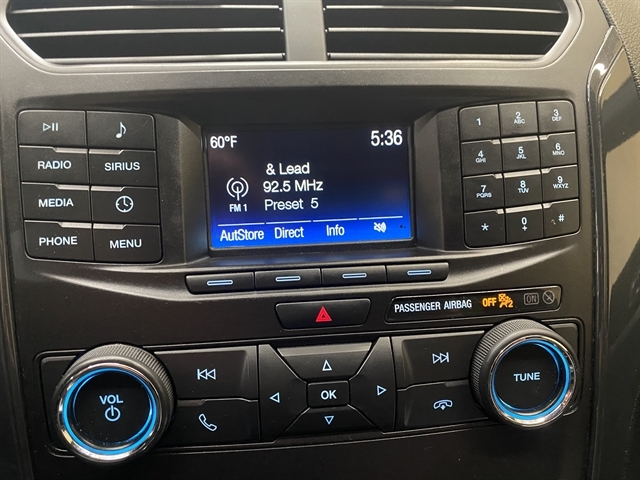 60°F 5:36
& Lead
92.5 MHz
FM 1 Preset 5
AutStore Direct Info
RADIO SIRIUS
MEDIA
PHONE MENU
1 2 ABC 3 DEF
4 GHI 5 JKL 6 MNO
7 PQRS 8 TUV 9 WXYZ
* 0 + #
PASSENGER AIRBAG OFF 2 ON
VOL
OK
TUNE